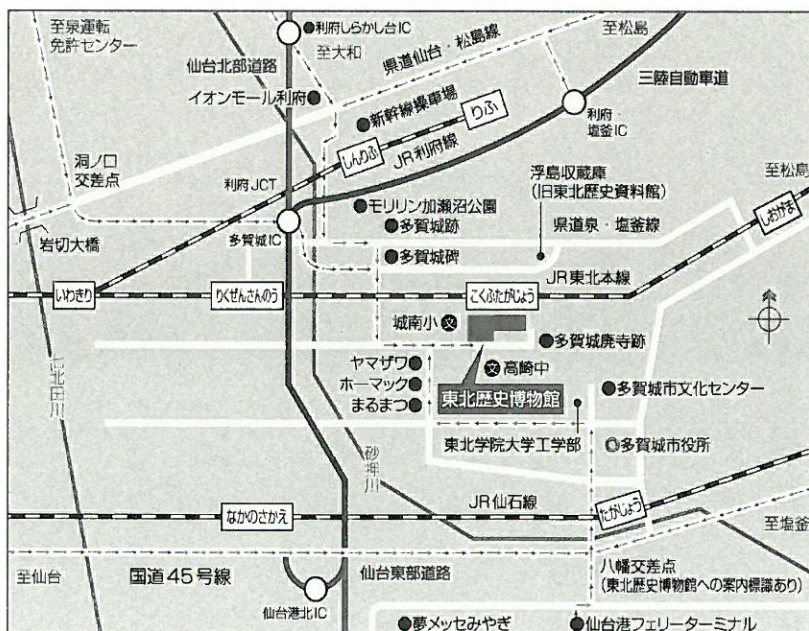 至泉運転
免許センター
仙台北部道路
利府しらかし台IC
至大和
県道仙台・松島線
至松島
三陸自動車道
イオンモール利府
新幹線操車場
りふ
しんりふ
JR利府線
利府・
塩釜IC
洞ノ口
交差点
利府JCT
浮島収蔵庫
(旧東北歴史資料館)
至松島
モリリン加瀬沼公園
多賀城跡
しおがま
岩切大橋
多賀城IC
県道泉・塩釜線
多賀城碑
JR東北本線
いわきり
りくぜんさんのう
こくふたがじょう
城南小
文
多賀城廃寺跡
ヤマザワ
文
高崎中
ホーマック
まるまつ
東北歴史博物館
多賀城市文化センター
七北田川
東北学院大学工学部
多賀城市役所
砂押川
JR仙石線
なかのさかえ
たがじょう
至塩釜
至仙台
国道45号線
仙台東部道路
八幡交差点
(東北歴史博物館への案内標識あり)
仙台港北IC
夢メッセみやぎ
仙台港フェリーターミナル